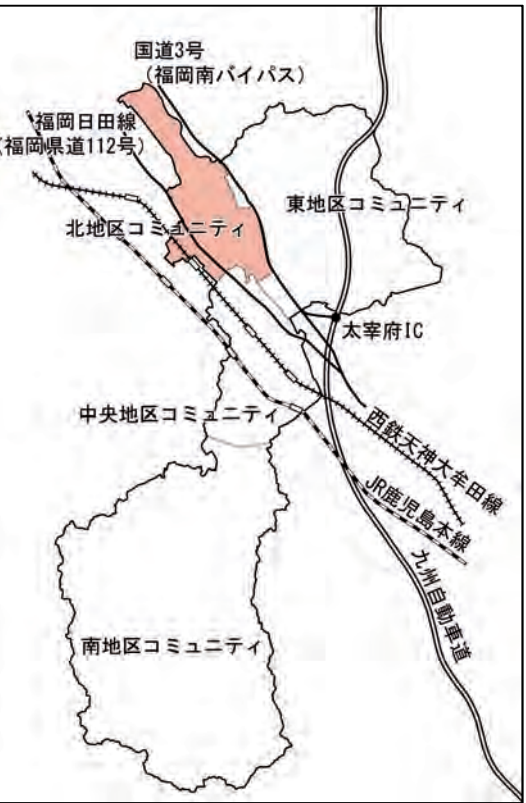 国道3号
(福岡南バイパス)
福岡日田線
(福岡県道112号)
東地区コミュニティ
北地区コミュニティ
太宰府IC
中央地区コミュニティ
西鉄天神大牟田線
JR鹿児島本線
九州自動車道
南地区コミュニティ